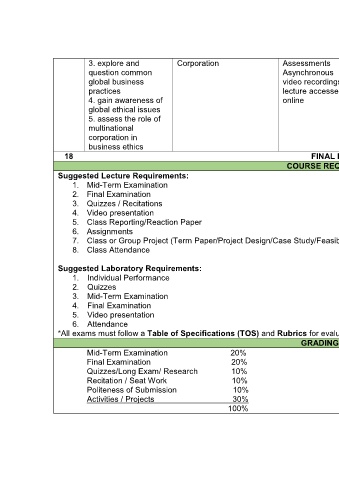 3. explore and
question common
global business
practices
4. gain awareness of
global ethical issues
5. assess the role of
multinational
corporation in
business ethics
Corporation
Assessments
Asynchronous
video recording
lecture accesse
online
18 FINAL
COURSE REQ
Suggested Lecture Requirements:
1. Mid-Term Examination
2. Final Examination
3. Quizzes / Recitations
4. Video presentation
5. Class Reporting/Reaction Paper
6. Assignments
7. Class or Group Project (Term Paper/Project Design/Case Study/Feasib
8. Class Attendance
Suggested Laboratory Requirements:
1. Individual Performance
2. Quizzes
3. Mid-Term Examination
4. Final Examination
5. Video presentation
6. Attendance
*All exams must follow a Table of Specifications (TOS) and Rubrics for evalu
GRADING
Mid-Term Examination 20%
Final Examination 20%
Quizzes/Long Exam/ Research 10%
Recitation / Seat Work 10%
Politeness of Submission 10%
Activities / Projects 30%
100%